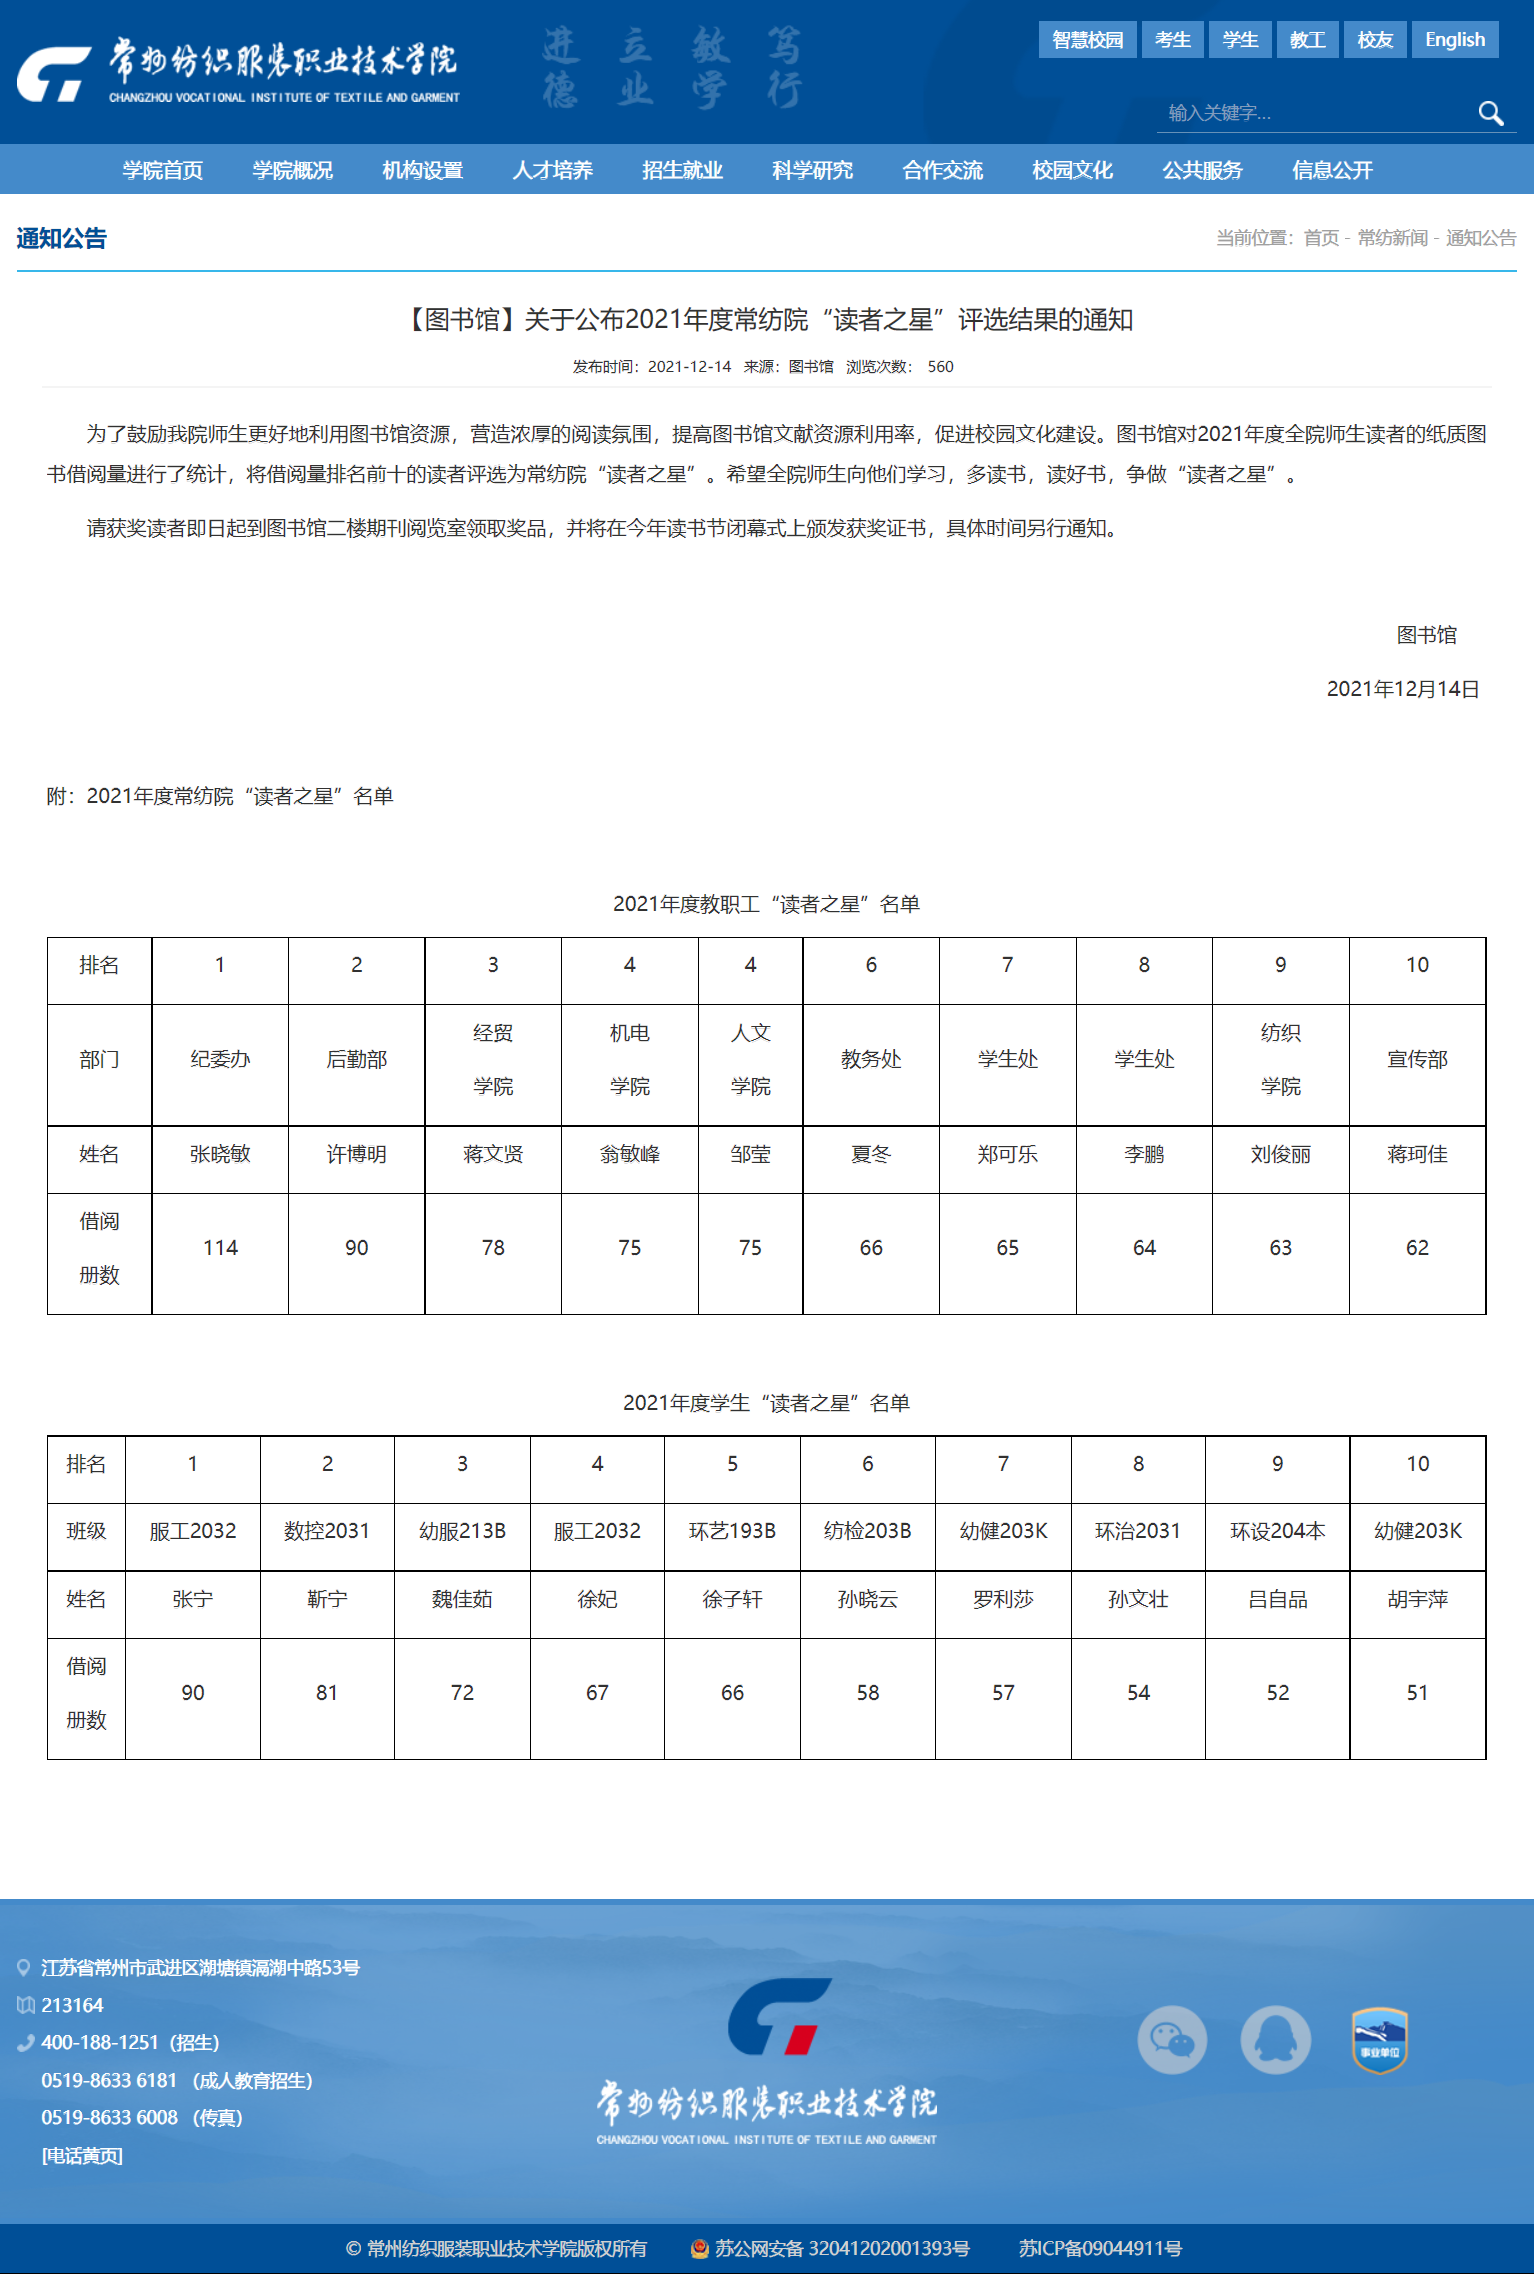 常州纺织服装职业技术学院
CHANGZHOU VOCATIONAL INSTITUTE OF TEXTILE AND GARMENT
进德 立业 敏学 笃行
智慧校园 考生 学生 教工 校友 English
输入关键字...
学院首页 学院概况 机构设置 人才培养 招生就业 科学研究 合作交流 校园文化 公共服务 信息公开
通知公告
当前位置：首页 - 常纺新闻 - 通知公告
【图书馆】关于公布2021年度常纺院“读者之星”评选结果的通知
发布时间：2021-12-14 来源：图书馆 浏览次数： 560
为了鼓励我院师生更好地利用图书馆资源，营造浓厚的阅读氛围，提高图书馆文献资源利用率，促进校园文化建设。图书馆对2021年度全院师生读者的纸质图
书借阅量进行了统计，将借阅量排名前十的读者评选为常纺院“读者之星”。希望全院师生向他们学习，多读书，读好书，争做“读者之星”。
请获奖读者即日起到图书馆二楼期刊阅览室领取奖品，并将在今年读书节闭幕式上颁发获奖证书，具体时间另行通知。
图书馆
2021年12月14日
附：2021年度常纺院“读者之星”名单
2021年度教职工“读者之星”名单
排名 1 2 3 4 4 6 7 8 9 10
部门 纪委办 后勤部 经贸学院 机电学院 人文学院 教务处 学生处 学生处 纺织学院 宣传部
姓名 张晓敏 许博明 蒋文贤 翁敏峰 邹莹 夏冬 郑可乐 李鹏 刘俊丽 蒋珂佳
借阅册数 114 90 78 75 75 66 65 64 63 62
2021年度学生“读者之星”名单
排名 1 2 3 4 5 6 7 8 9 10
班级 服工2032 数控2031 幼服213B 服工2032 环艺193B 纺检203B 幼健203K 环治2031 环设204本 幼健203K
姓名 张宁 靳宁 魏佳茹 徐妃 徐子轩 孙晓云 罗利莎 孙文壮 吕自品 胡宇萍
借阅册数 90 81 72 67 66 58 57 54 52 51
江苏省常州市武进区湖塘镇滆湖中路53号
213164
400-188-1251（招生）
0519-8633 6181 （成人教育招生）
0519-8633 6008 （传真）
[电话黄页]
常州纺织服装职业技术学院
CHANGZHOU VOCATIONAL INSTITUTE OF TEXTILE AND GARMENT
事业单位
© 常州纺织服装职业技术学院版权所有 苏公网安备 32041202001393号 苏ICP备09044911号